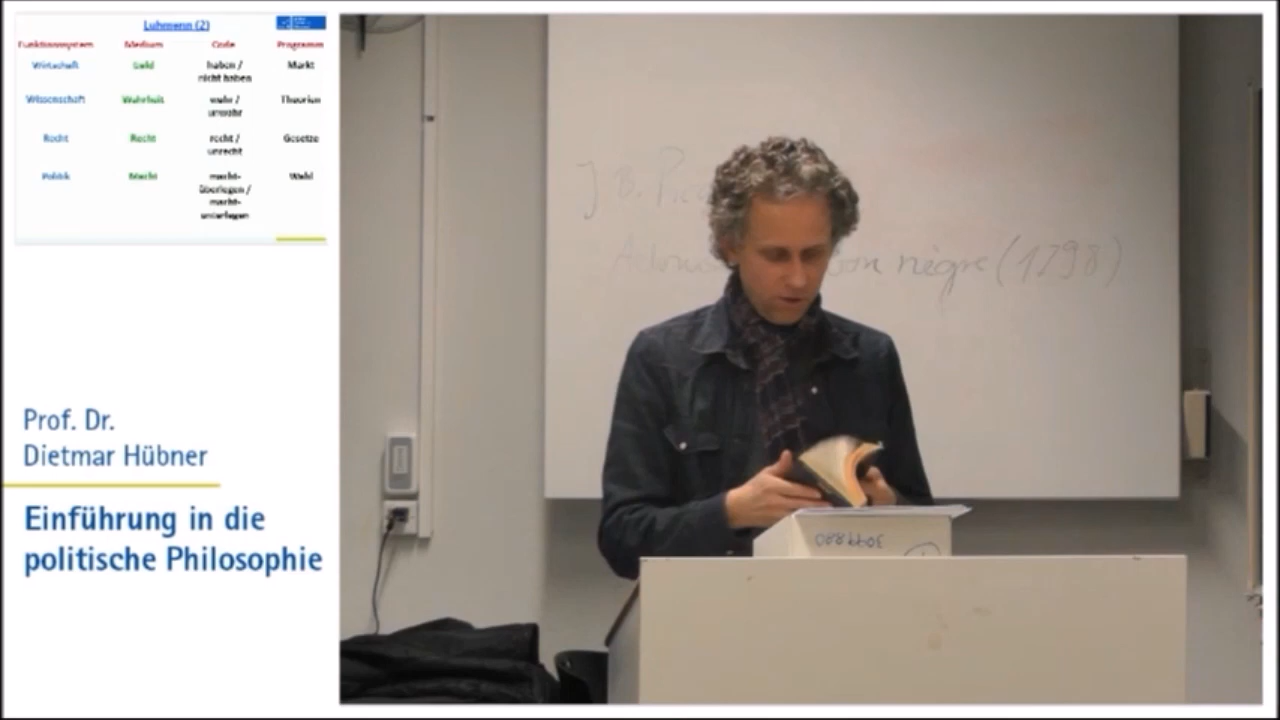 Luhmann (2)
Funktionssystem Medium Code Programm
Wirtschaft Geld haben / Markt
nicht haben
Wissenschaft Wahrheit wahr / Theorien
unwahr
Recht Recht recht / Gesetze
unrecht
Politik Macht macht- Wahl
überlegen /
macht-
unterlegen
Prof. Dr.
Dietmar Hübner
Einführung in die
politische Philosophie
J B.
nègre (1798)
3099220